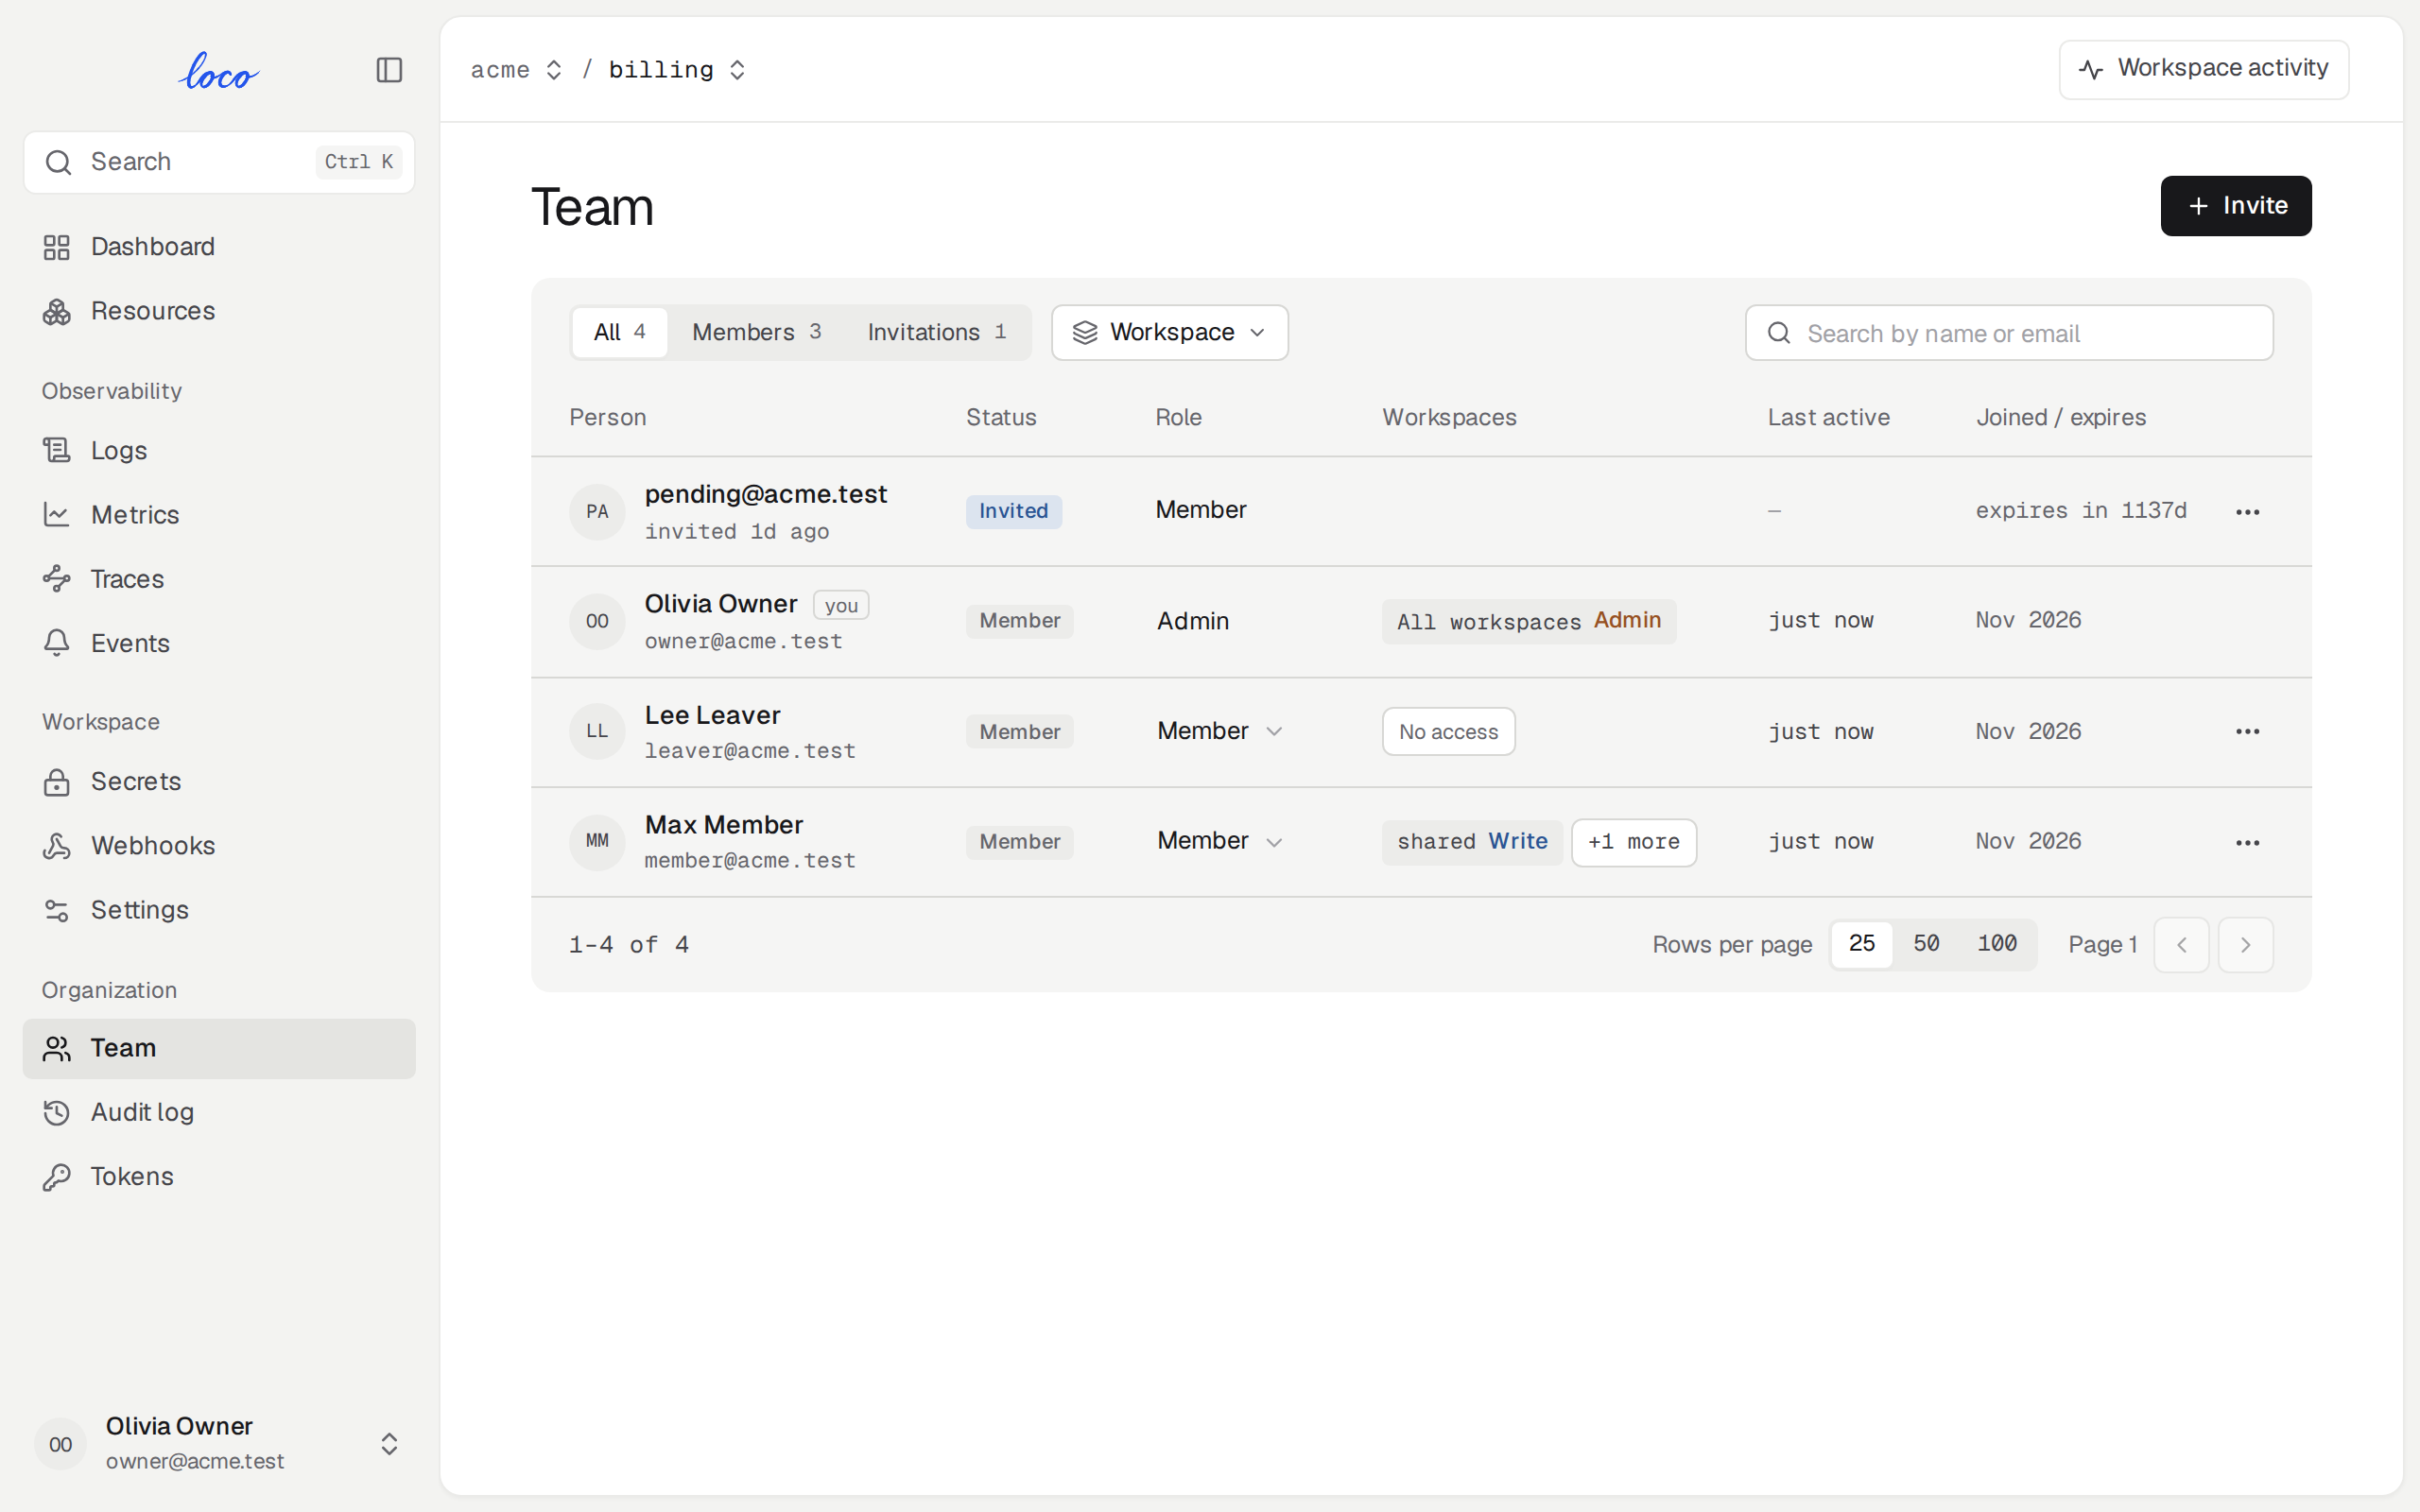 loco
Search Ctrl K
Dashboard
Resources
Observability
Logs
Metrics
Traces
Events
Workspace
Secrets
Webhooks
Settings
Organization
Team
Audit log
Tokens
OO Olivia Owner
owner@acme.test
acme / billing
Workspace activity
Team
Invite
All 4 Members 3 Invitations 1 Workspace Search by name or email
Person Status Role Workspaces Last active Joined / expires
PA pending@acme.test Invited Member – expires in 1137d
invited 1d ago
OO Olivia Owner you Member Admin All workspaces Admin just now Nov 2026
owner@acme.test
LL Lee Leaver Member Member No access just now Nov 2026
leaver@acme.test
MM Max Member Member Member shared Write +1 more just now Nov 2026
member@acme.test
1–4 of 4 Rows per page 25 50 100 Page 1